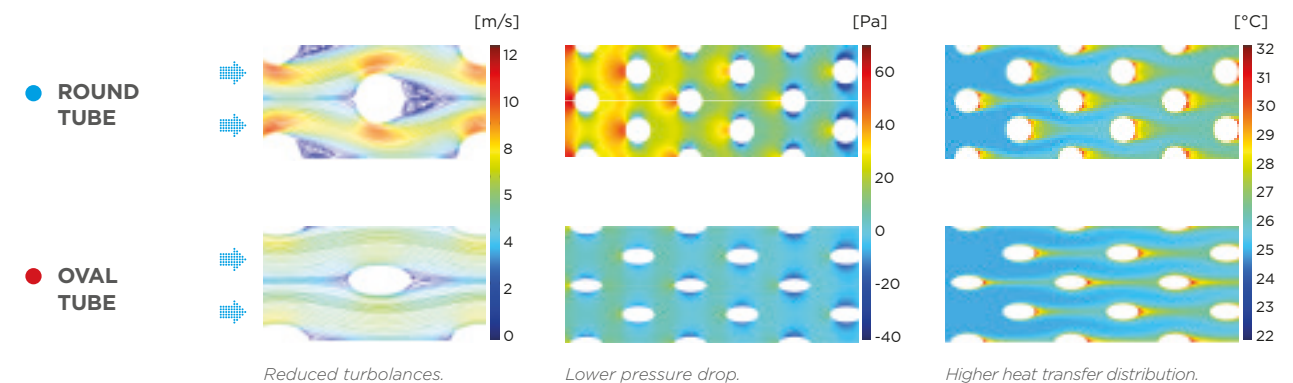 [m/s]
[Pa]
[°C]
ROUND
TUBE
12
10
8
5
4
2
0
60
40
20
0
-20
-40
32
31
30
29
28
27
26
25
24
23
22
OVAL
TUBE
Reduced turbolances.
Lower pressure drop.
Higher heat transfer distribution.